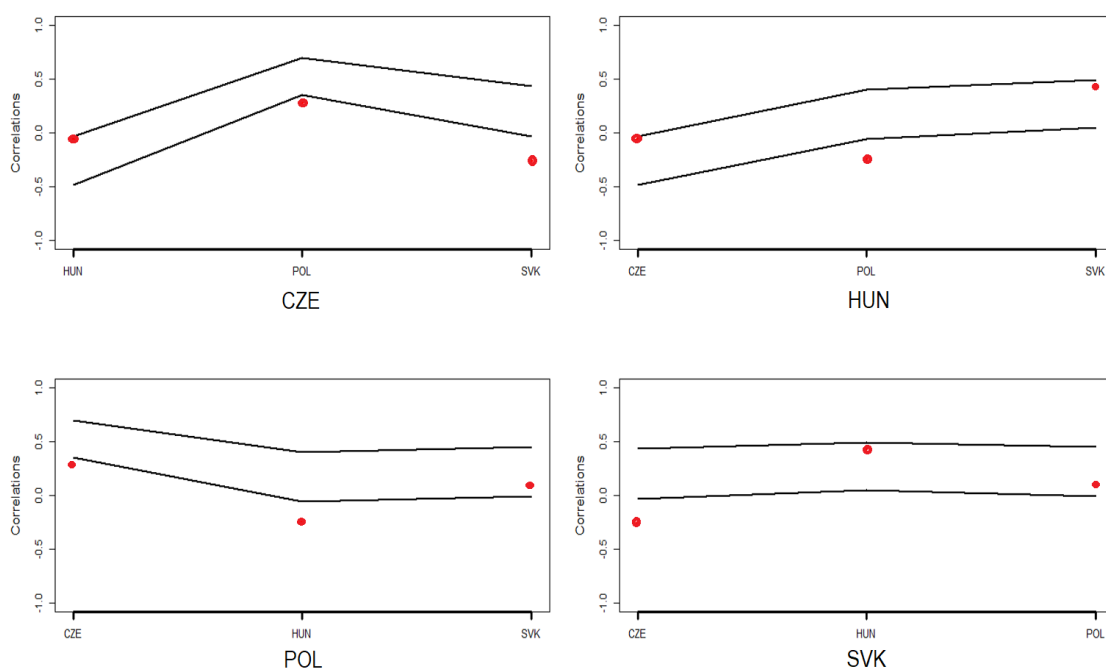 Correlations
1.0
0.5
0.0
-0.5
-1.0
HUN POL SVK
CZE
Correlations
1.0
0.5
0.0
-0.5
-1.0
CZE POL SVK
HUN
Correlations
1.0
0.5
0.0
-0.5
-1.0
CZE HUN SVK
POL
Correlations
1.0
0.5
0.0
-0.5
-1.0
CZE HUN POL
SVK